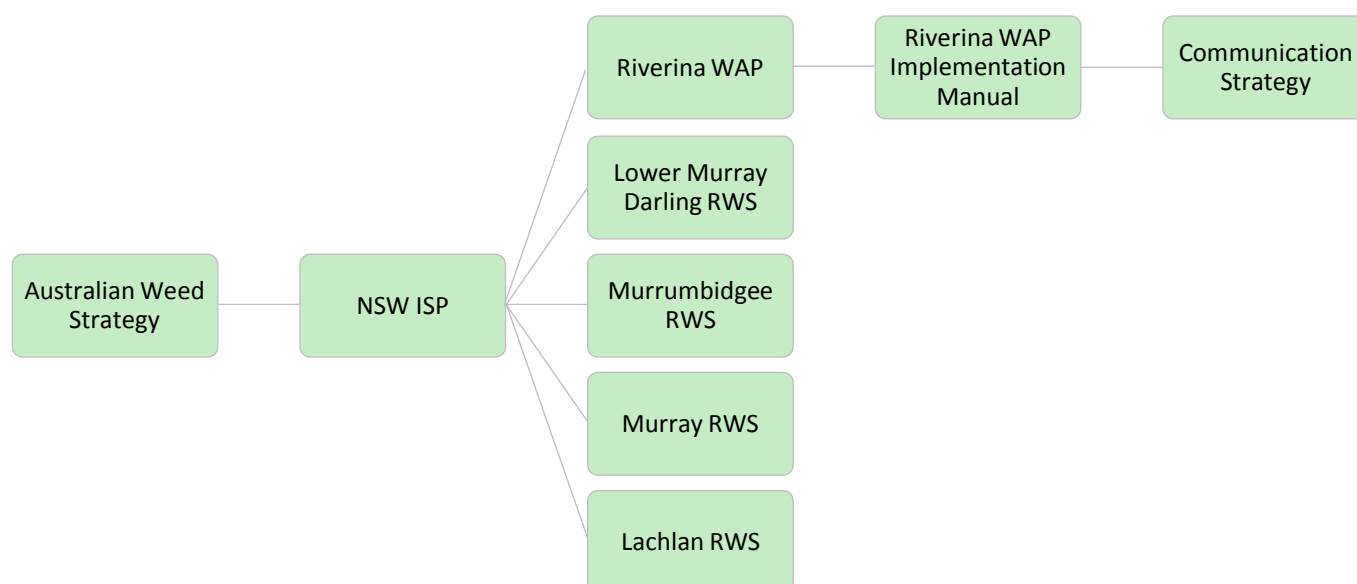 Riverina WAP
Riverina WAP
Implementation
Manual
Communication
Strategy
Lower Murray
Darling RWS
Australian Weed
Strategy
NSW ISP
Murrumbidgee
RWS
Murray RWS
Lachlan RWS